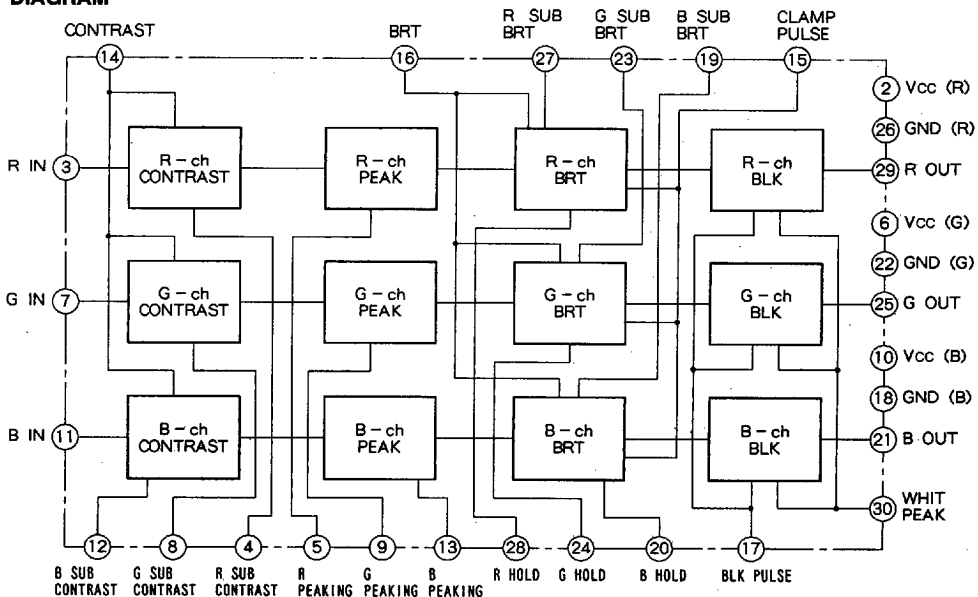 DIAGRAM
CONTRAST
BRT
R SUB
BRT
G SUB
BRT
B SUB
BRT
CLAMP
PULSE
14
16
27
23
19
15
2 Vcc (R)
26 GND (R)
R IN 3
R-ch
CONTRAST
R-ch
PEAK
R-ch
BRT
R-ch
BLK
29 R OUT
6 Vcc (G)
22 GND (G)
G IN 7
G-ch
CONTRAST
G-ch
PEAK
G-ch
BRT
G-ch
BLK
25 G OUT
10 Vcc (B)
18 GND (B)
B IN 11
B-ch
CONTRAST
B-ch
PEAK
B-ch
BRT
B-ch
BLK
21 B OUT
30 WHIT
PEAK
12
8
4
5
9
13
28
24
20
17
B SUB
CONTRAST
G SUB
CONTRAST
R SUB
CONTRAST
R
PEAKING
G
PEAKING
B
PEAKING
R HOLD
G HOLD
B HOLD
BLK PULSE